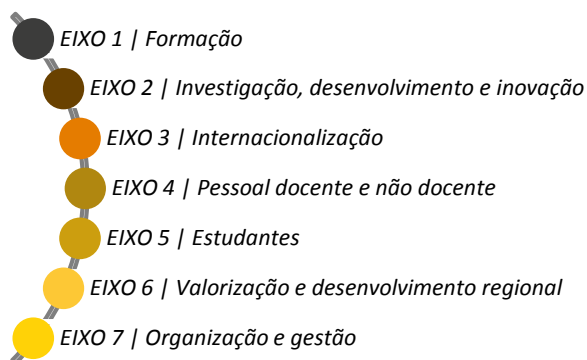 EIXO 1 | Formação
EIXO 2 | Investigação, desenvolvimento e inovação
EIXO 3 | Internacionalização
EIXO 4 | Pessoal docente e não docente
EIXO 5 | Estudantes
EIXO 6 | Valorização e desenvolvimento regional
EIXO 7 | Organização e gestão